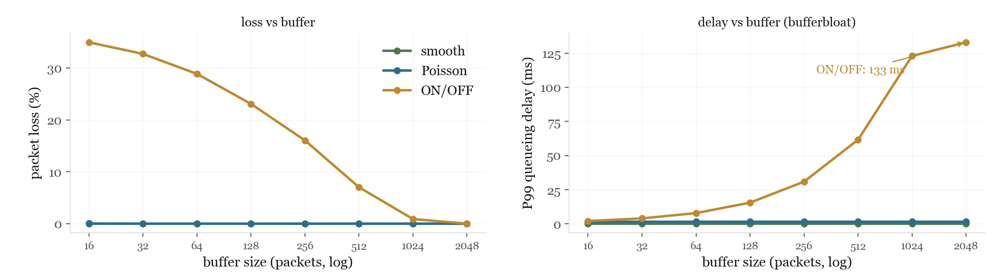 loss vs buffer
packet loss (%)
30
20
10
0
smooth
Poisson
ON/OFF
16 32 64 128 256 512 1024 2048
buffer size (packets, log)
delay vs buffer (bufferbloat)
P99 queueing delay (ms)
125
100
75
50
25
0
ON/OFF: 133 ms
16 32 64 128 256 512 1024 2048
buffer size (packets, log)